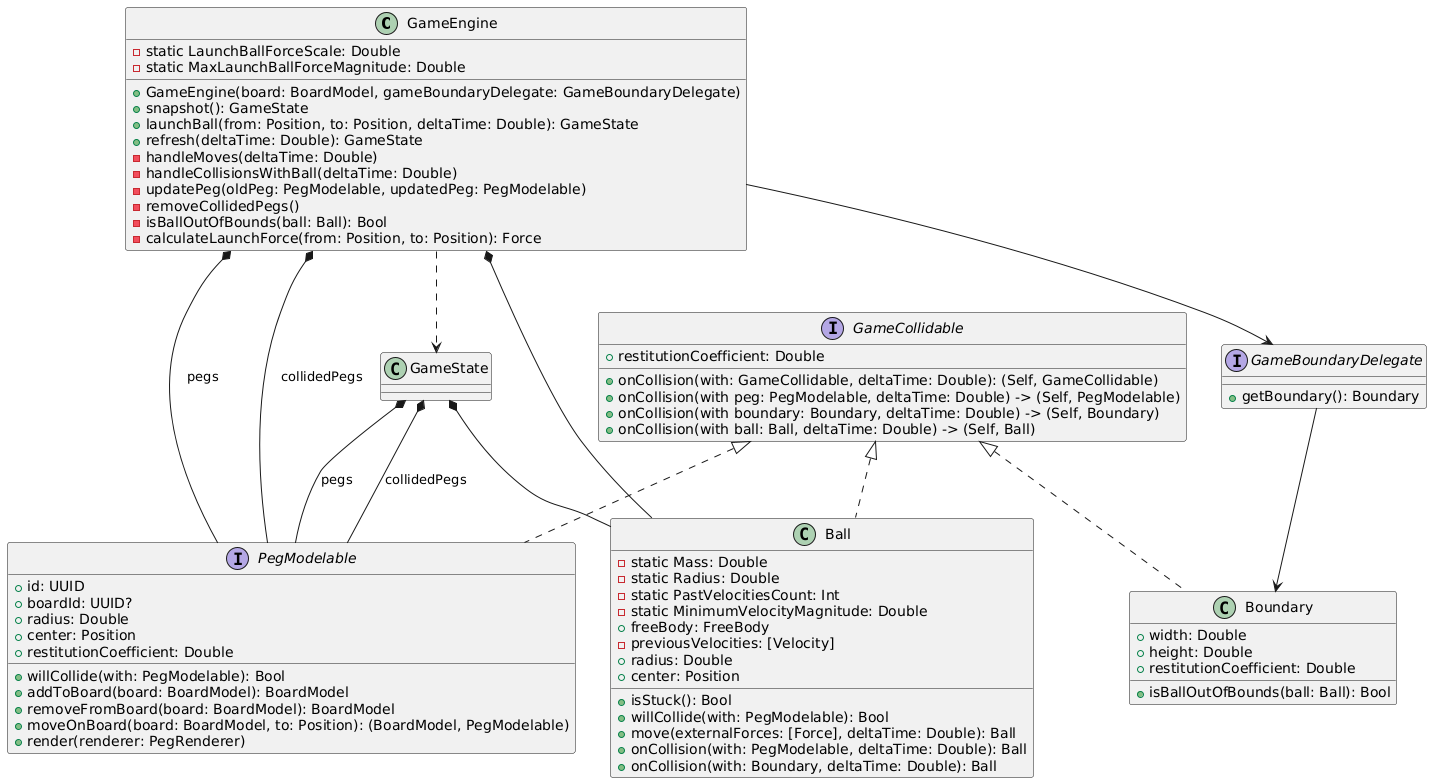 C GameEngine
static LaunchBallForceScale: Double
static MaxLaunchBallForceMagnitude: Double
GameEngine(board: BoardModel, gameBoundaryDelegate: GameBoundaryDelegate)
snapshot(): GameState
launchBall(from: Position, to: Position, deltaTime: Double): GameState
refresh(deltaTime: Double): GameState
handleMoves(deltaTime: Double)
handleCollisionsWithBall(deltaTime: Double)
updatePeg(oldPeg: PegModelable, updatedPeg: PegModelable)
removeCollidedPegs()
isBallOutOfBounds(ball: Ball): Bool
calculateLaunchForce(from: Position, to: Position): Force
I GameCollidable
restitutionCoefficient: Double
onCollision(with: GameCollidable, deltaTime: Double): (Self, GameCollidable)
onCollision(with peg: PegModelable, deltaTime: Double) -> (Self, PegModelable)
onCollision(with boundary: Boundary, deltaTime: Double) -> (Self, Boundary)
onCollision(with ball: Ball, deltaTime: Double) -> (Self, Ball)
I GameBoundaryDelegate
getBoundary(): Boundary
C GameState
pegs
collidedPegs
pegs
collidedPegs
I PegModelable
id: UUID
boardId: UUID?
radius: Double
center: Position
restitutionCoefficient: Double
willCollide(with: PegModelable): Bool
addToBoard(board: BoardModel): BoardModel
removeFromBoard(board: BoardModel): BoardModel
moveOnBoard(board: BoardModel, to: Position): (BoardModel, PegModelable)
render(renderer: PegRenderer)
C Ball
static Mass: Double
static Radius: Double
static PastVelocitiesCount: Int
static MinimumVelocityMagnitude: Double
freeBody: FreeBody
previousVelocities: [Velocity]
radius: Double
center: Position
isStuck(): Bool
willCollide(with: PegModelable): Bool
move(externalForces: [Force], deltaTime: Double): Ball
onCollision(with: PegModelable, deltaTime: Double): Ball
onCollision(with: Boundary, deltaTime: Double): Ball
C Boundary
width: Double
height: Double
restitutionCoefficient: Double
isBallOutOfBounds(ball: Ball): Bool